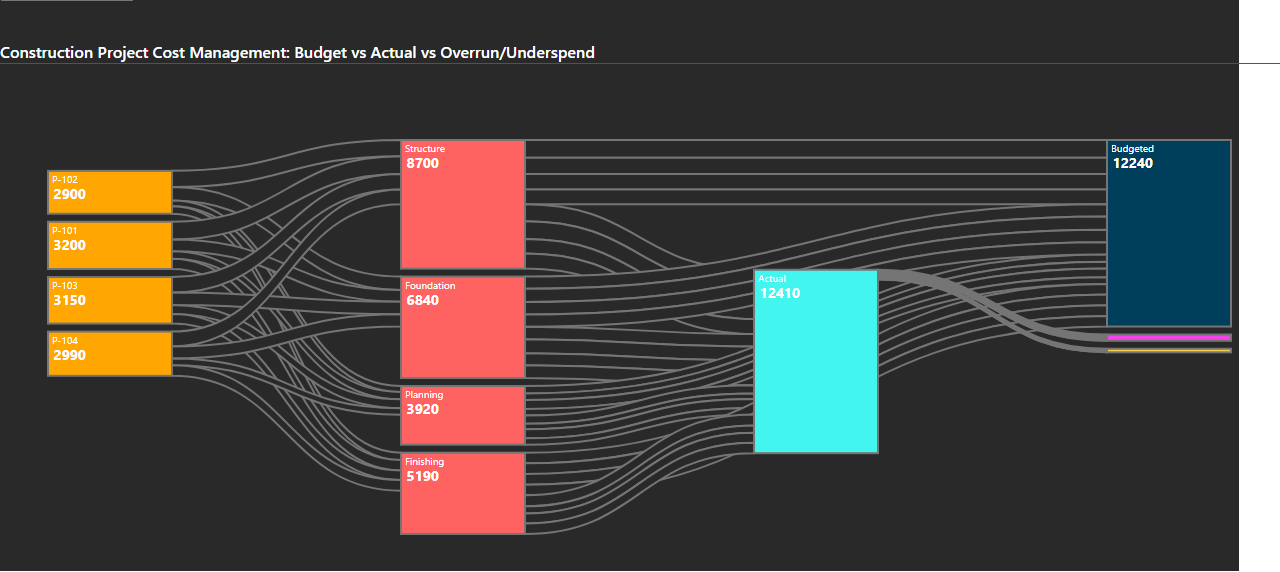 Construction Project Cost Management: Budget vs Actual vs Overrun/Underspend
P-102
2900
P-101
3200
P-103
3150
P-104
2990
Structure
8700
Foundation
6840
Planning
3920
Finishing
5190
Actual
12410
Budgeted
12240